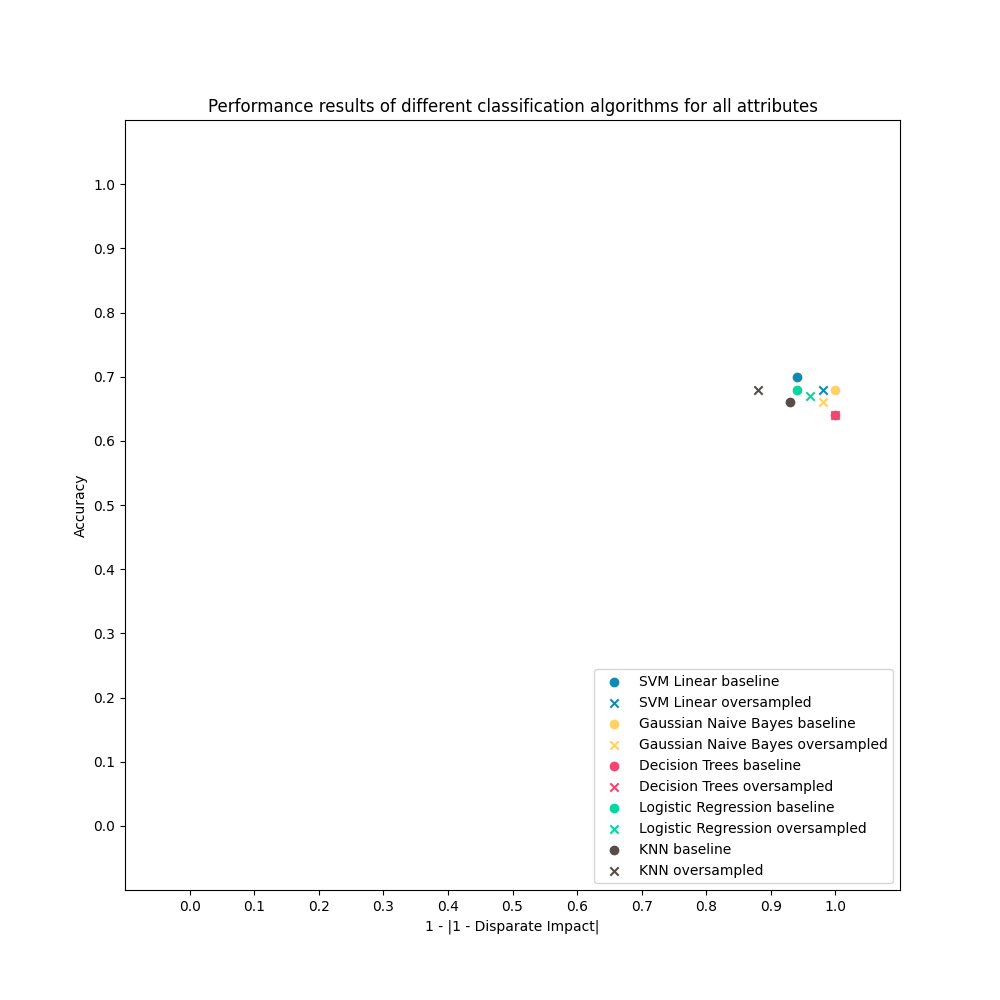 Performance results of different classification algorithms for all attributes
1.0
0.9
0.8
0.7
0.6
0.5
0.4
0.3
0.2
0.1
0.0
Accuracy
SVM Linear baseline
SVM Linear oversampled
Gaussian Naive Bayes baseline
Gaussian Naive Bayes oversampled
Decision Trees baseline
Decision Trees oversampled
Logistic Regression baseline
Logistic Regression oversampled
KNN baseline
KNN oversampled
0.0 0.1 0.2 0.3 0.4 0.5 0.6 0.7 0.8 0.9 1.0
1 - |1 - Disparate Impact|